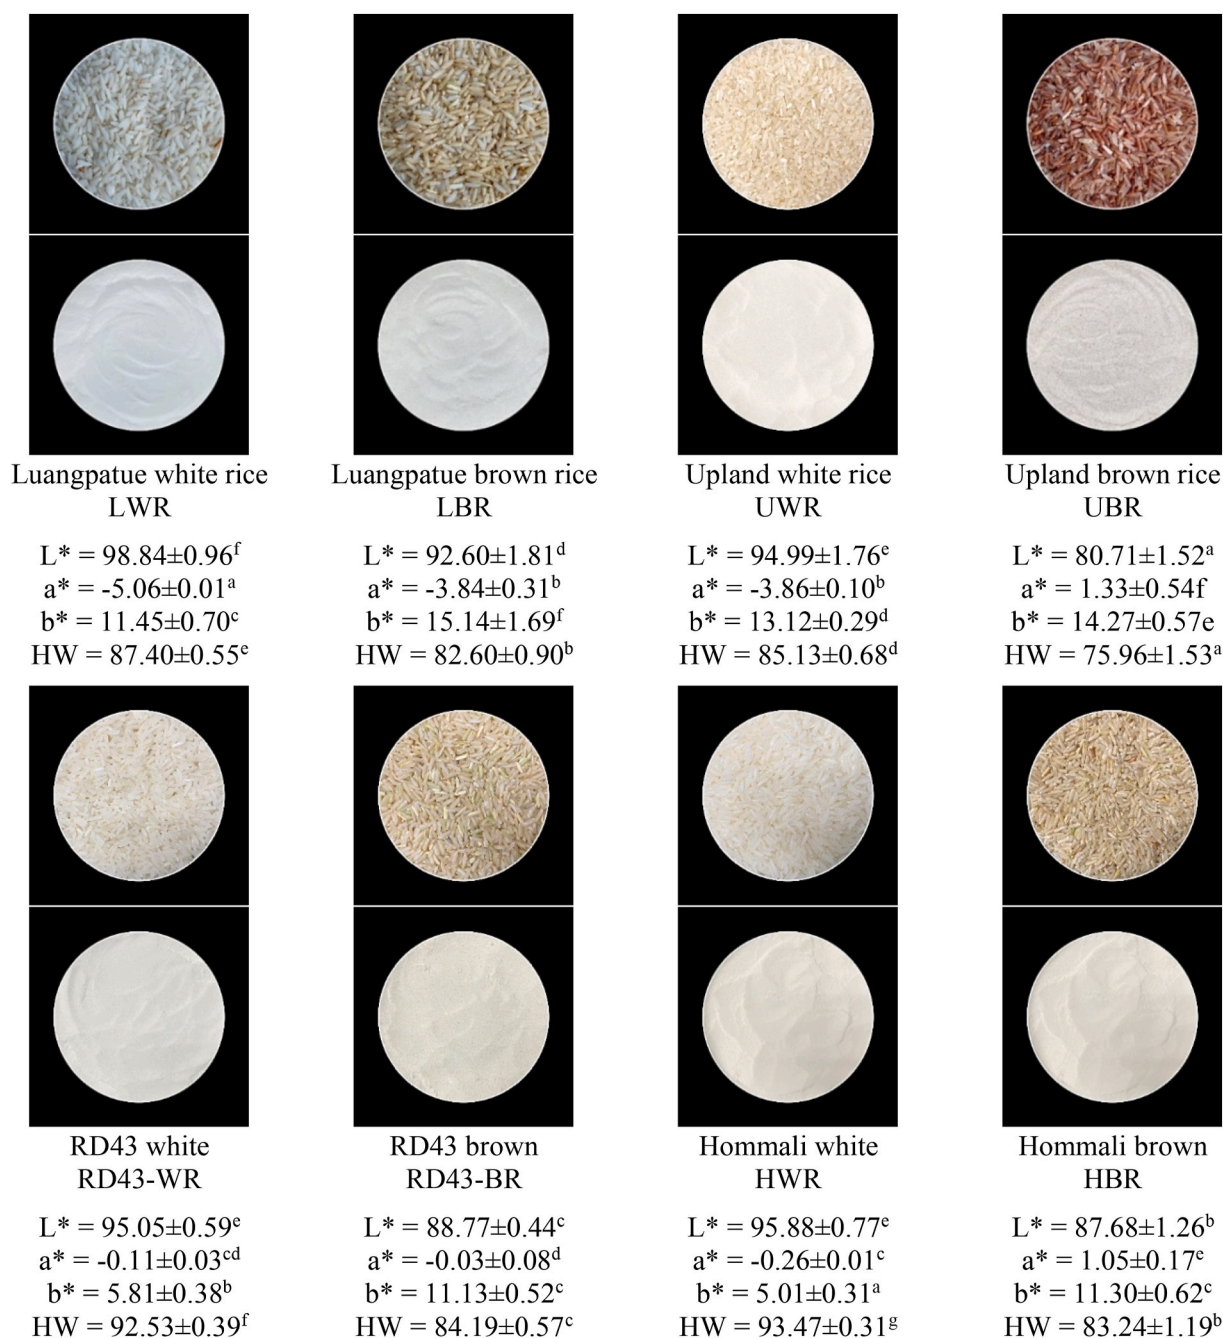 Luangpatue white rice
LWR
L* = 98.84±0.96ᶠ
a* = -5.06±0.01ᵃ
b* = 11.45±0.70ᶜ
HW = 87.40±0.55ᵉ
Luangpatue brown rice
LBR
L* = 92.60±1.81ᵈ
a* = -3.84±0.31ᵇ
b* = 15.14±1.69ᶠ
HW = 82.60±0.90ᵇ
Upland white rice
UWR
L* = 94.99±1.76ᵉ
a* = -3.86±0.10ᵇ
b* = 13.12±0.29ᵈ
HW = 85.13±0.68ᵈ
Upland brown rice
UBR
L* = 80.71±1.52ᵃ
a* = 1.33±0.54f
b* = 14.27±0.57e
HW = 75.96±1.53ᵃ
RD43 white
RD43-WR
L* = 95.05±0.59ᵉ
a* = -0.11±0.03ᶜᵈ
b* = 5.81±0.38ᵇ
HW = 92.53±0.39ᶠ
RD43 brown
RD43-BR
L* = 88.77±0.44ᶜ
a* = -0.03±0.08ᵈ
b* = 11.13±0.52ᶜ
HW = 84.19±0.57ᶜ
Hommali white
HWR
L* = 95.88±0.77ᵉ
a* = -0.26±0.01ᶜ
b* = 5.01±0.31ᵃ
HW = 93.47±0.31ᵍ
Hommali brown
HBR
L* = 87.68±1.26ᵇ
a* = 1.05±0.17ᵉ
b* = 11.30±0.62ᶜ
HW = 83.24±1.19ᵇ